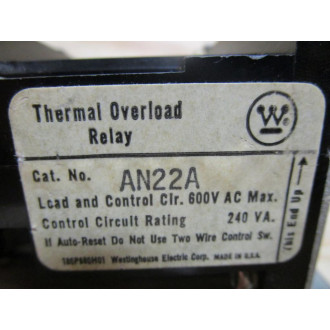 Thermal Overload
Relay
W
Cat. No. AN22A
Load and Control Clr. 600V AC Max.
Control Circuit Rating 240 VA.
If Auto-Reset Do Not Use Two Wire Control Sw.
Westinghouse Electric Corp. MADE IN U.S.A.
This End Up